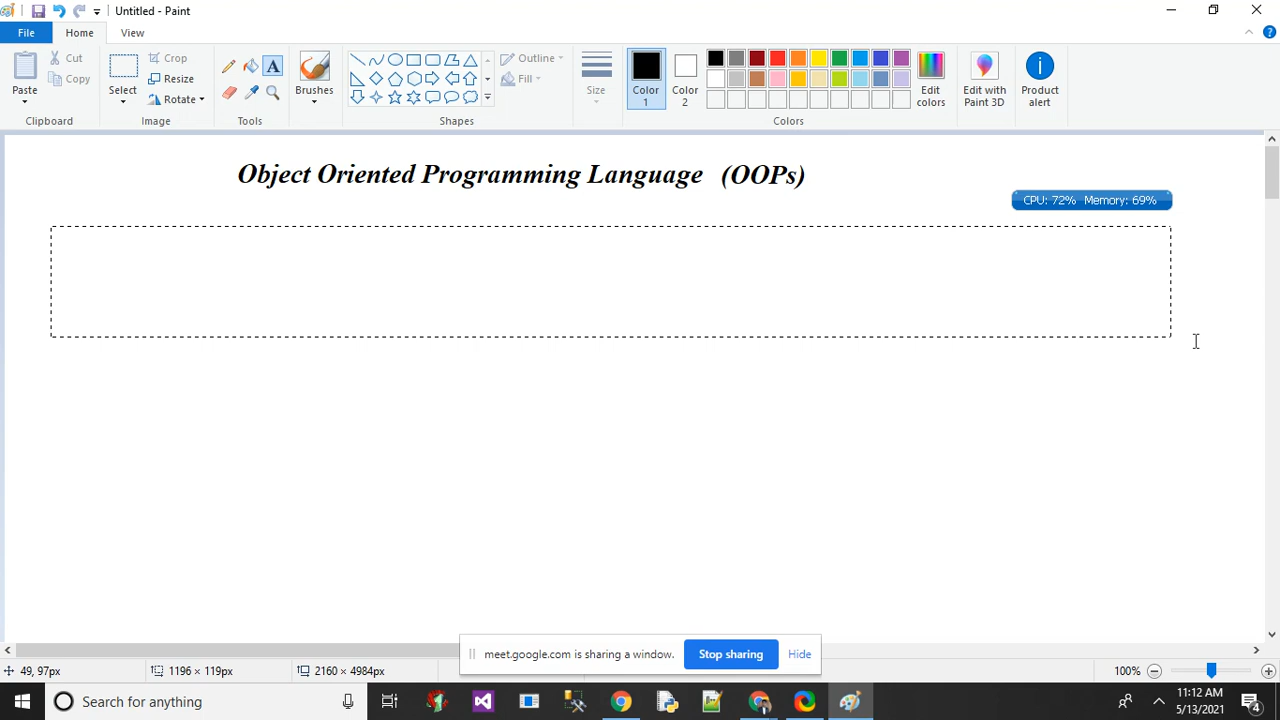 Untitled - Paint
File
Home
View
Paste
Cut
Copy
Clipboard
Select
Crop
Resize
Rotate
Image
A
Tools
Brushes
Outline
Fill
Shapes
Size
Color 1
Color 2
Edit colors
Colors
Edit with Paint 3D
Product alert
Object Oriented Programming Language (OOPs)
CPU: 72% Memory: 69%
meet.google.com is sharing a window.
Stop sharing
Hide
49, 97px
1196 × 119px
2160 × 4984px
100%
Search for anything
11:12 AM
5/13/2021
4